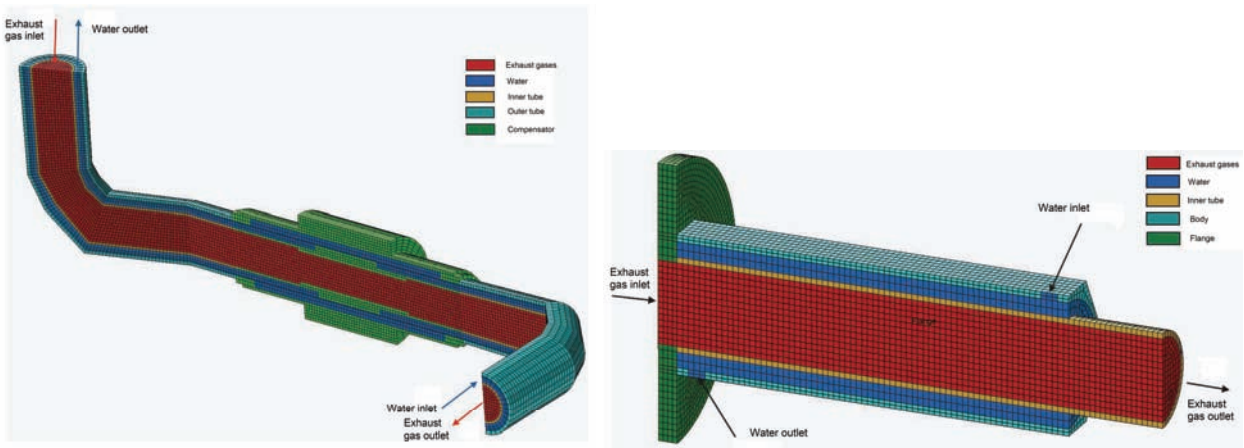 Exhaust
gas inlet
Water outlet
Exhaust gases
Water
Inner tube
Outer tube
Compensator
Water inlet
Exhaust
gas outlet
Exhaust gases
Water
Inner tube
Body
Flange
Water inlet
Exhaust
gas inlet
Exhaust
gas outlet
Water outlet